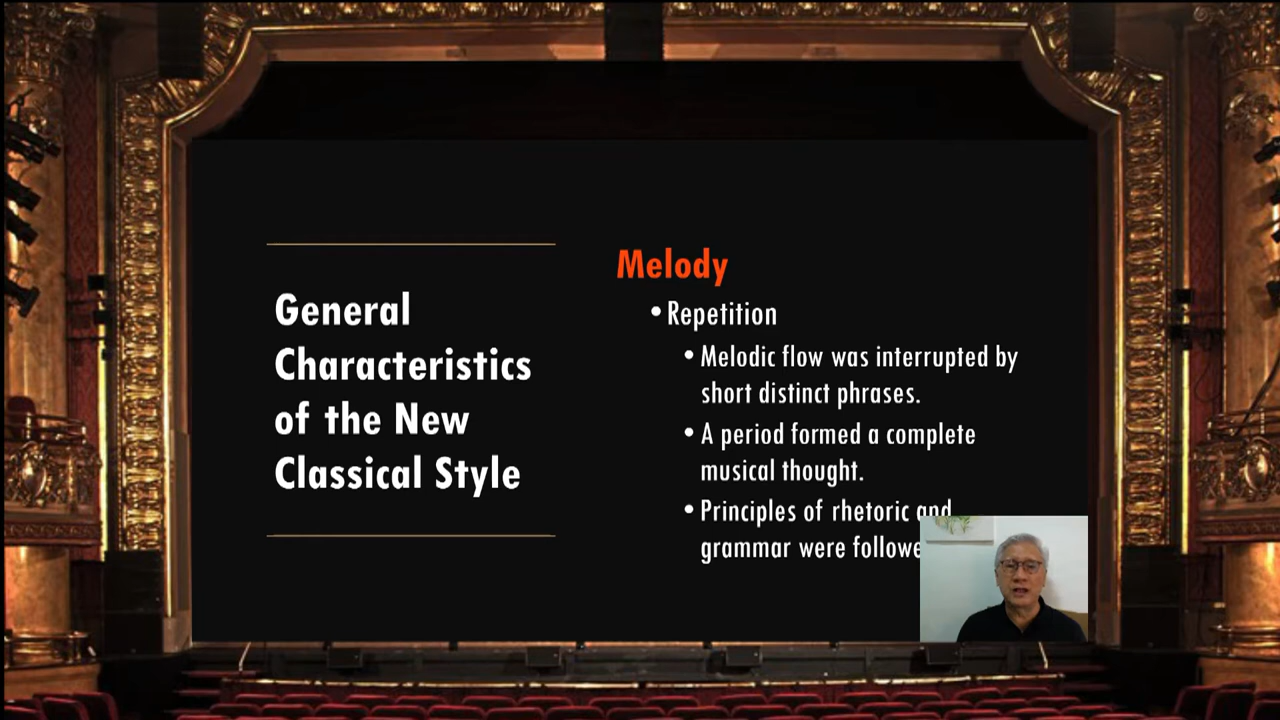 General
Characteristics
of the New
Classical Style
Melody
• Repetition
• Melodic flow was interrupted by
short distinct phrases.
• A period formed a complete
musical thought.
• Principles of rhetoric and
grammar were followe